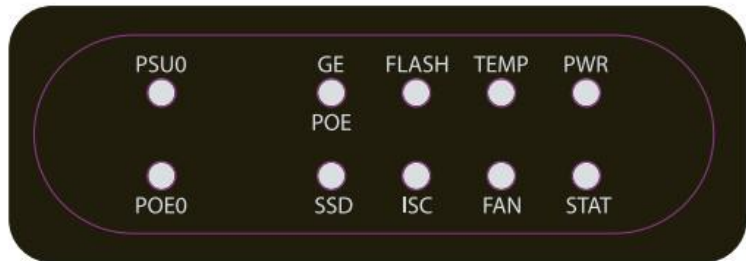 PSU0 GE FLASH TEMP PWR
POE
POE0 SSD ISC FAN STAT